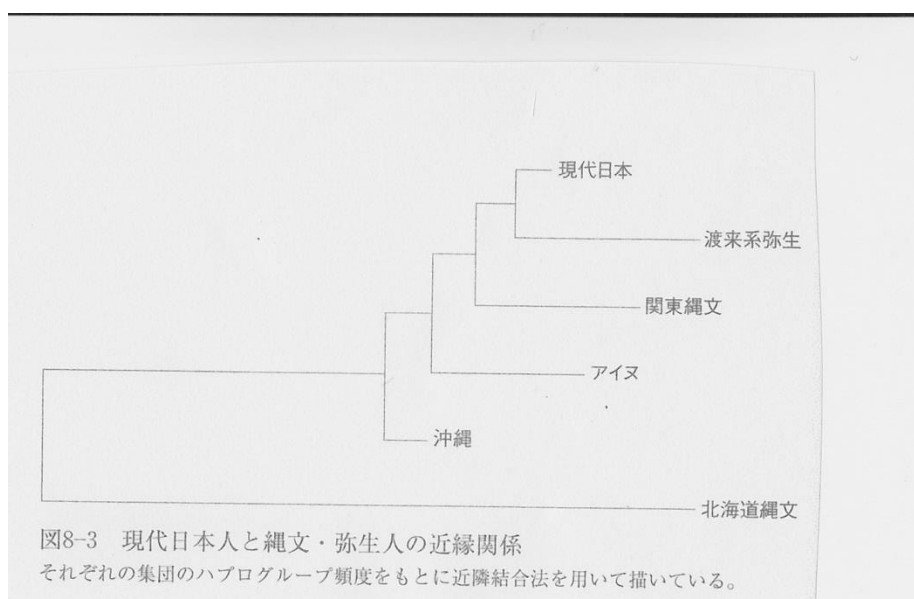 現代日本
渡来系弥生
関東縄文
アイヌ
沖縄
北海道縄文
図8-3 現代日本人と縄文・弥生人の近縁関係
それぞれの集団のハプログループ頻度をもとに近隣結合法を用いて描いている。